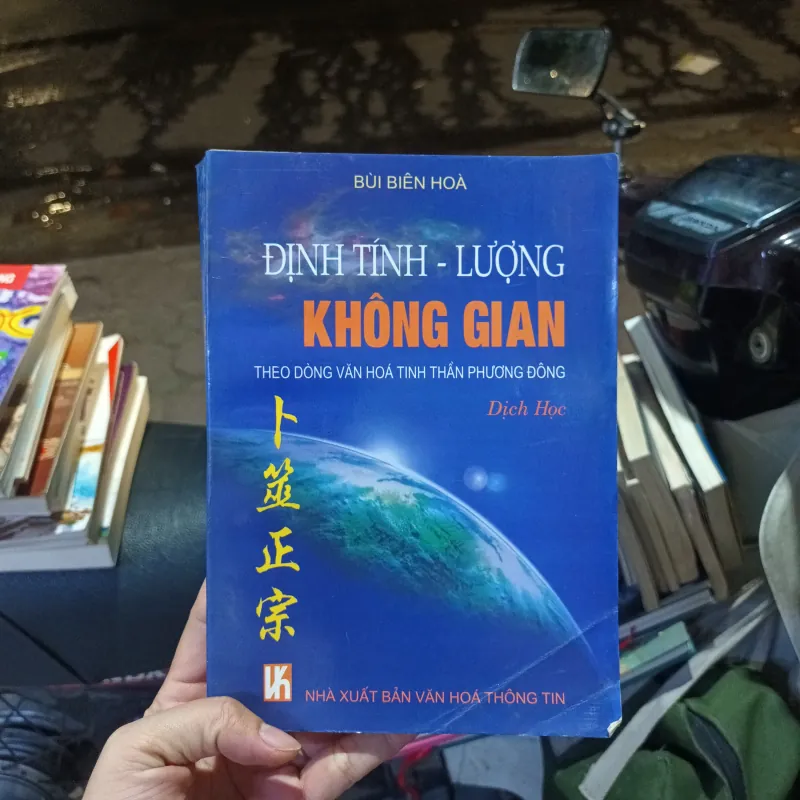 BÙI BIÊN HOÀ
ĐỊNH TÍNH - LƯỢNG
KHÔNG GIAN
THEO DÒNG VĂN HOÁ TINH THẦN PHƯƠNG ĐÔNG
Dịch Học
卜筮正宗
NHÀ XUẤT BẢN VĂN HOÁ THÔNG TIN